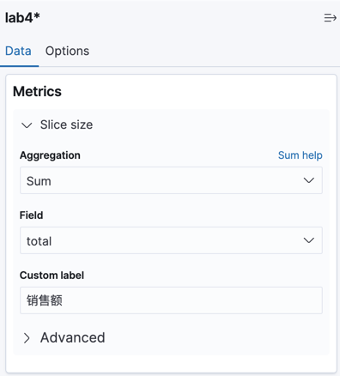 lab4*
Data Options
Metrics
Slice size
Aggregation Sum help
Sum
Field
total
Custom label
销售额
Advanced